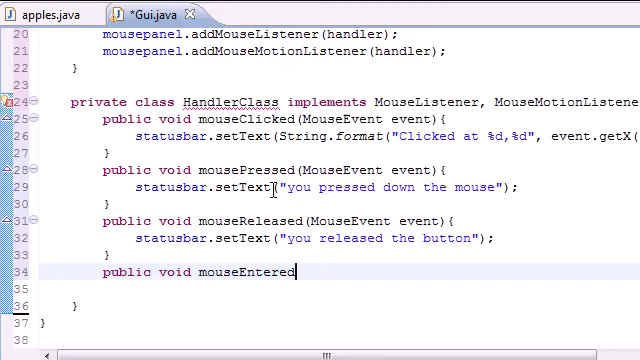 apples.java *Gui.java
20 mousepanel.addMouseListener(handler);
21 mousepanel.addMouseMotionListener(handler);
22 }
23
24 private class HandlerClass implements MouseListener, MouseMotionListene
25 public void mouseClicked(MouseEvent event){
26 statusbar.setText(String.format("Clicked at %d,%d", event.getX(
27 }
28 public void mousePressed(MouseEvent event){
29 statusbar.setText("you pressed down the mouse");
30 }
31 public void mouseReleased(MouseEvent event){
32 statusbar.setText("you released the button");
33 }
34 public void mouseEntered
35
36 }
37 }
38